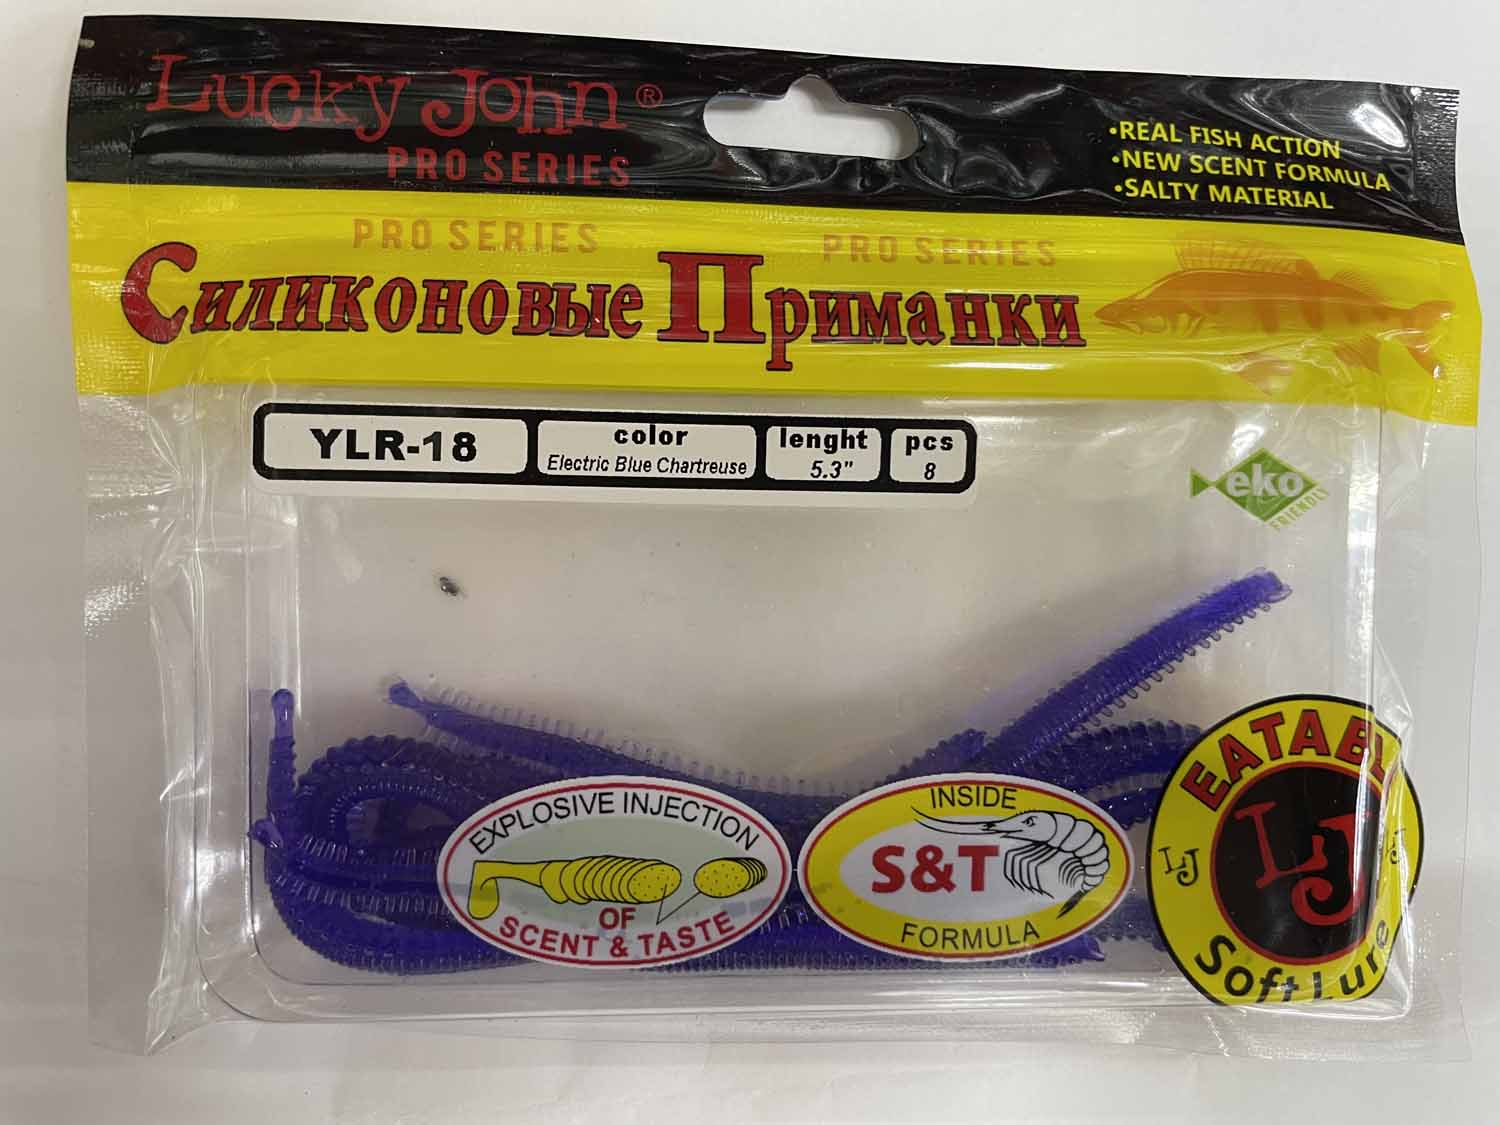 Lucky John®
PRO SERIES
•REAL FISH ACTION
•NEW SCENT FORMULA
•SALTY MATERIAL
PRO SERIES
PRO SERIES
Силиконовые Приманки
YLR-18
color
Electric Blue Chartreuse
lenght
5.3"
pcs
8
eko
FRIENDLY
EXPLOSIVE INJECTION
OF
SCENT & TASTE
INSIDE
S&T
FORMULA
EATABL
LJ
LJ
LJ
Soft Lure